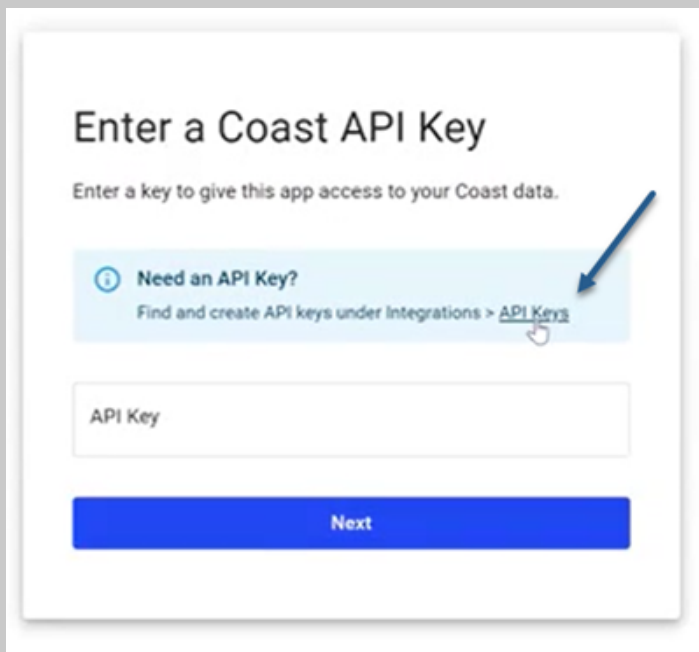 Enter a Coast API Key
Enter a key to give this app access to your Coast data.
Need an API Key?
Find and create API keys under Integrations > API Keys
API Key
Next